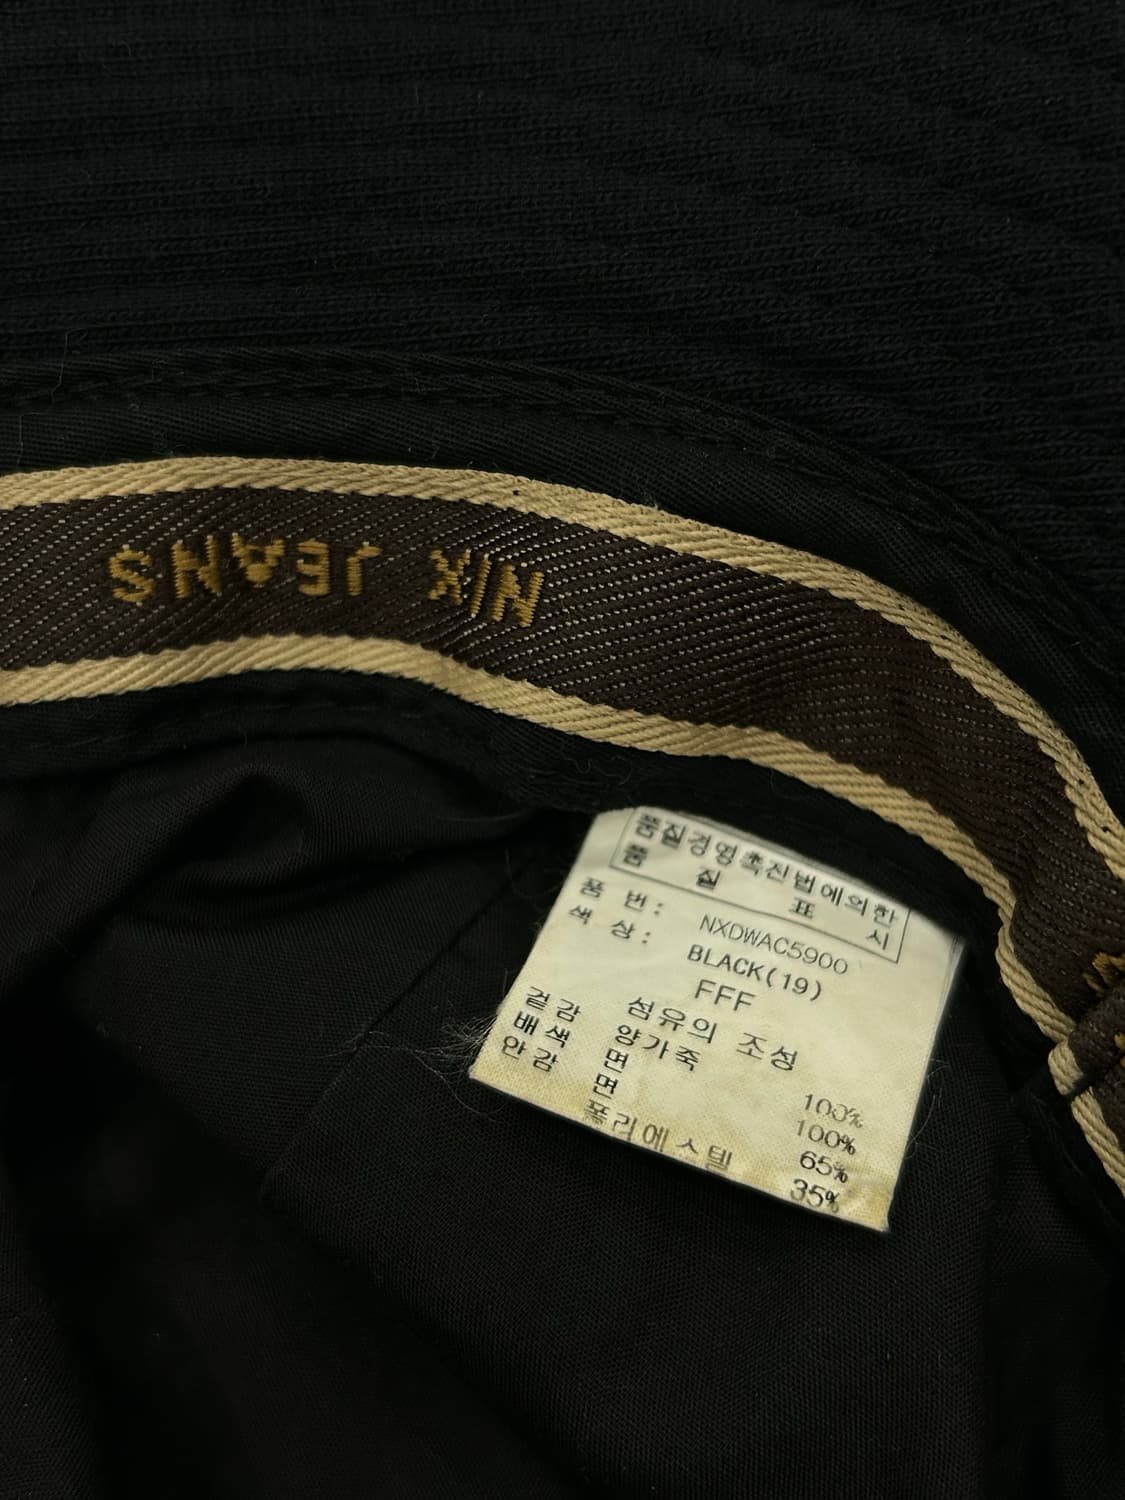 NIX JEANS
품질경영촉진법에의한
품 질 표 시
품 번: NXDWAC5900
색 상: BLACK(19)
FFF
섬유의 조성
겉감 양가죽 100%
배색 면 100%
안감 면 65%
폴리에스텔 35%